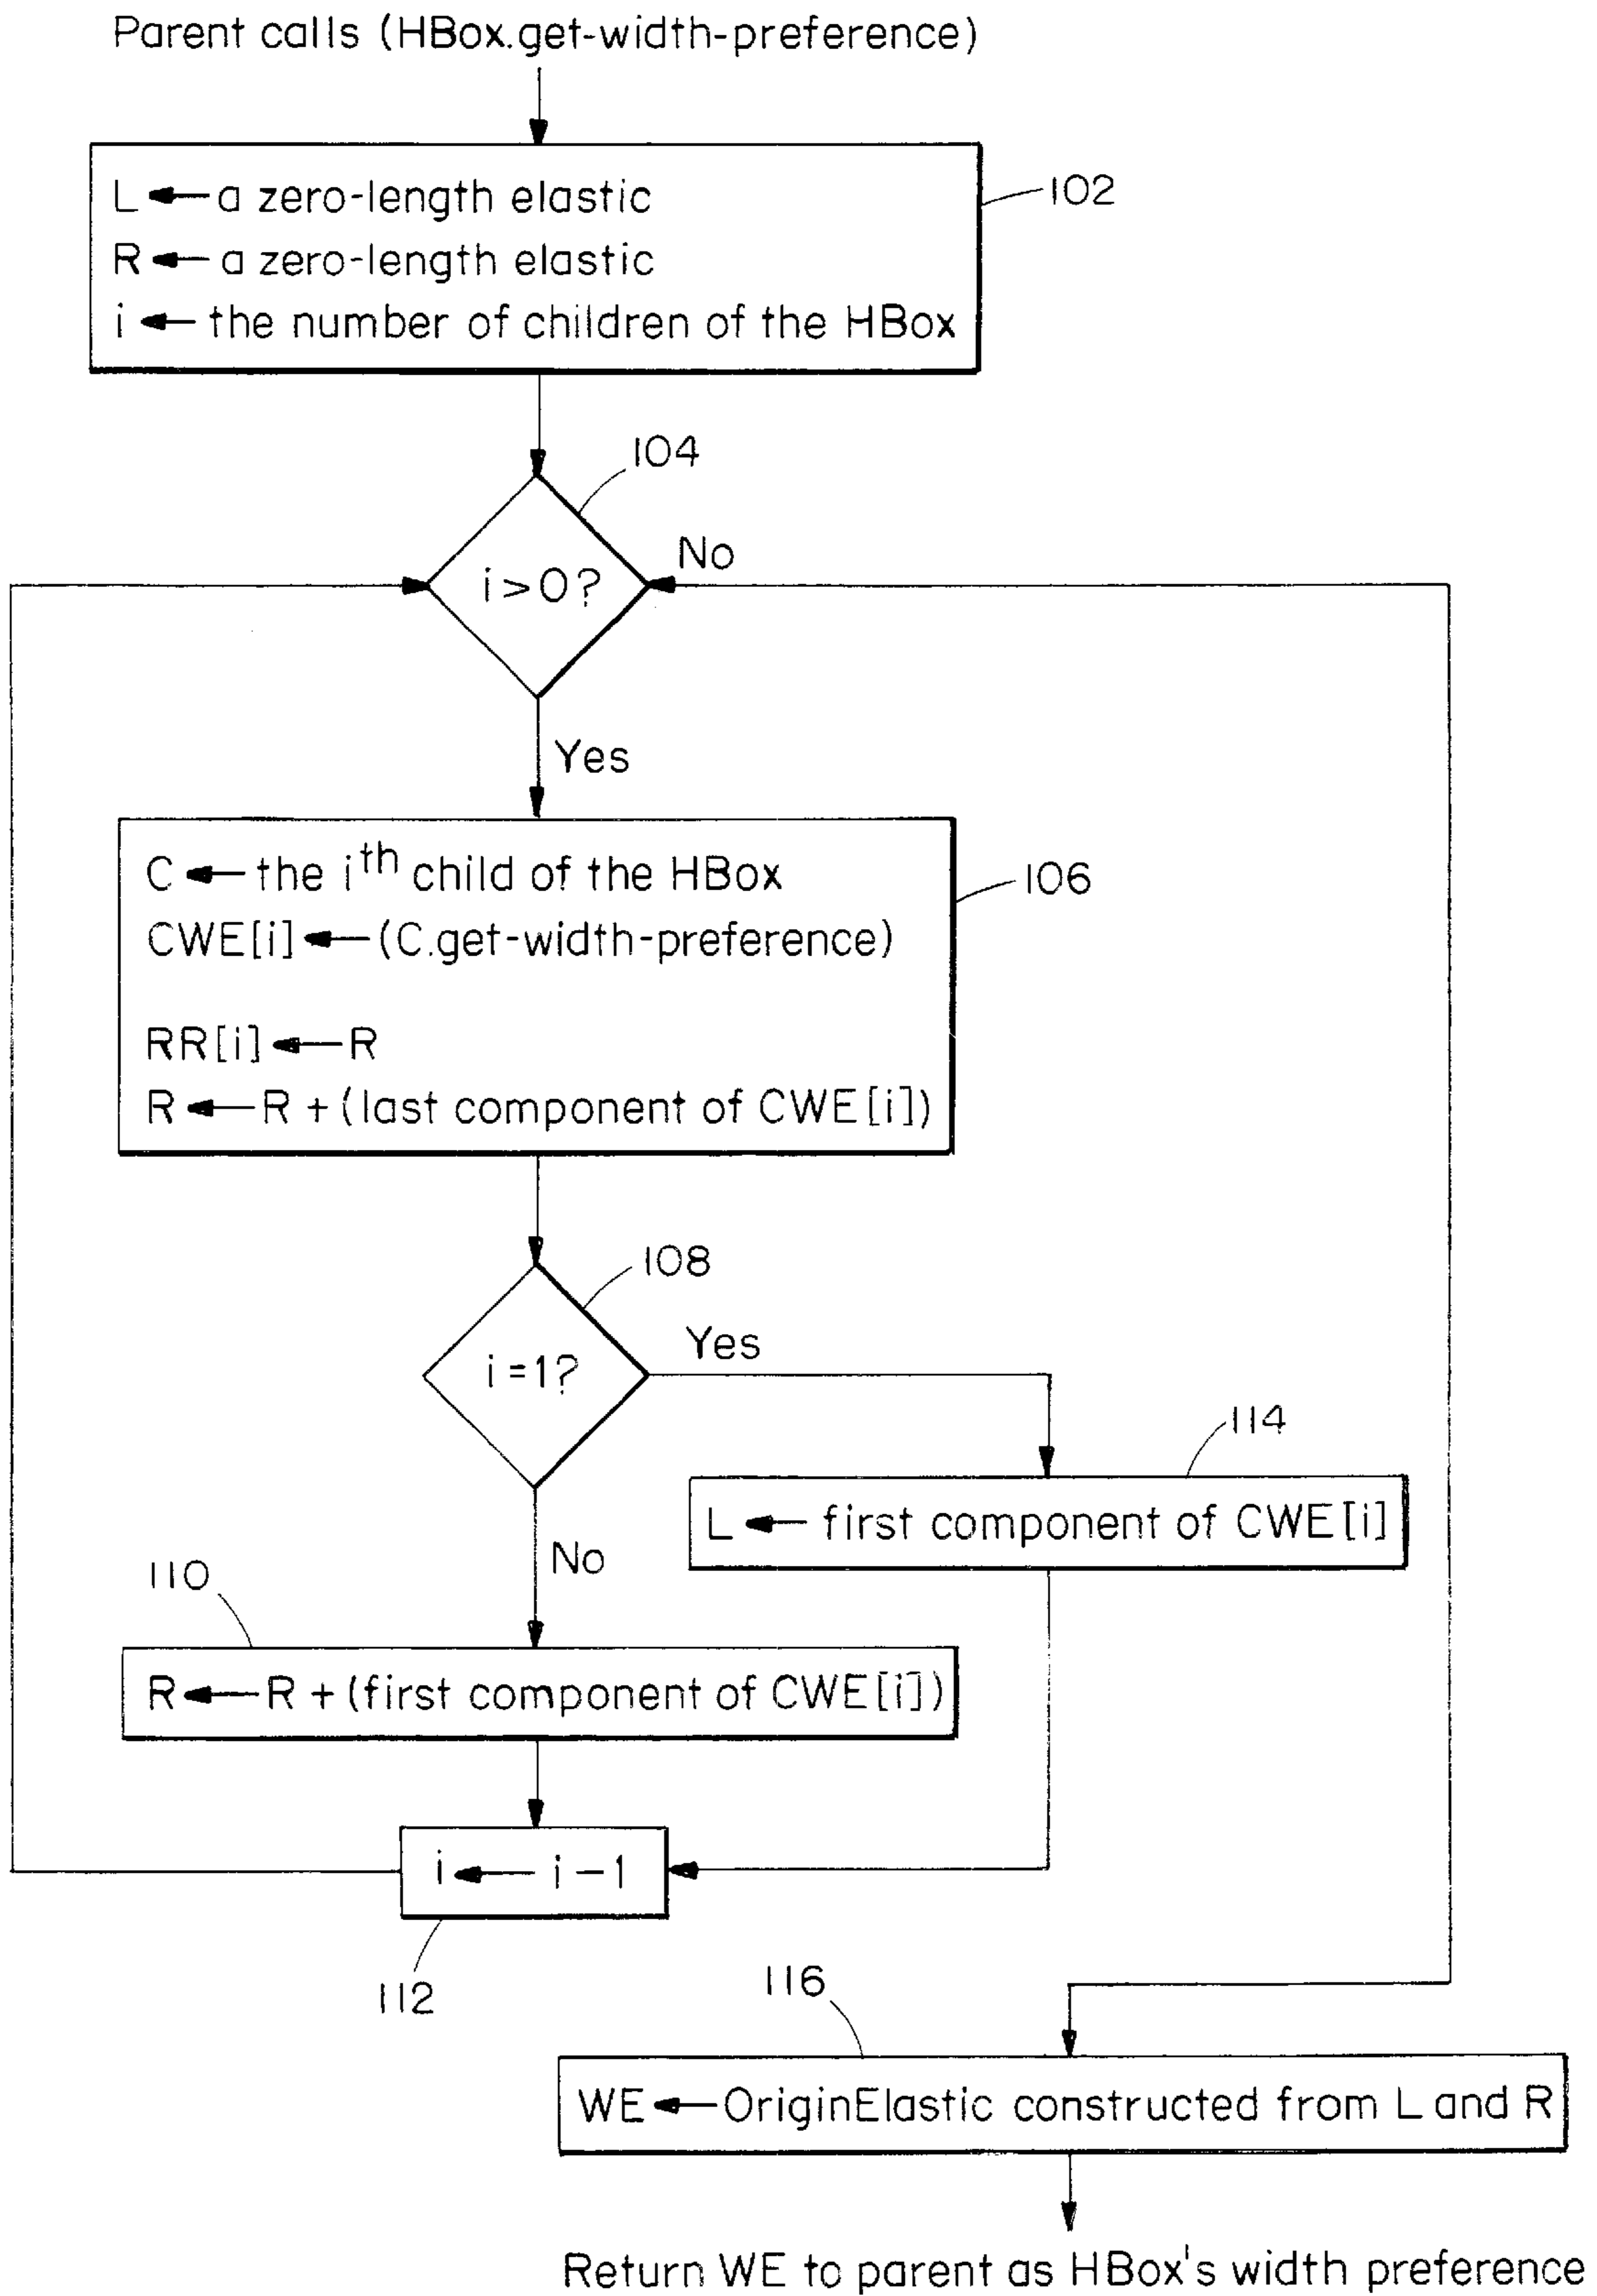 Parent calls (HBox.get-width-preference)
L ← a zero-length elastic
R ← a zero-length elastic
i ← the number of children of the HBox
102
104
i > 0?
No
Yes
C ← the iᵗʰ child of the HBox
CWE[i] ← (C.get-width-preference)
RR[i] ← R
R ← R + (last component of CWE[i])
106
108
i = 1?
Yes
114
L ← first component of CWE[i]
No
110
R ← R + (first component of CWE[i])
i ← i - 1
112
116
WE ← OriginElastic constructed from L and R
Return WE to parent as HBox's width preference